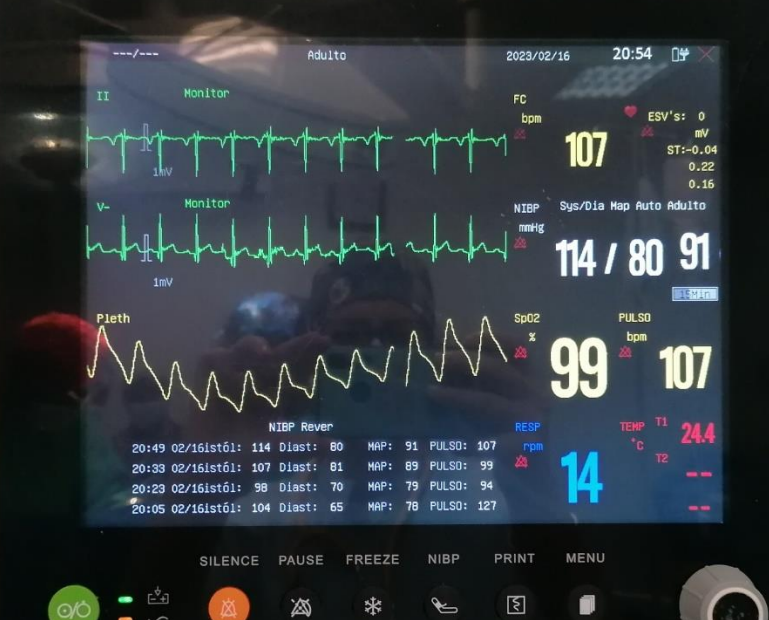 ---/--- Adulto 2023/02/16 20:54
II Monitor
1mV
FC
bpm
107
ESV's: 0
mV
ST:-0.04
0.22
0.16
V- Monitor
1mV
NIBP Sys/Dia Map Auto Adulto
mmHg
114 / 80 91
15Min
Pleth
SpO2
%
99
PULSO
bpm
107
NIBP Rever
20:49 02/16istól: 114 Diast: 80 MAP: 91 PULSO: 107
20:33 02/16istól: 107 Diast: 81 MAP: 89 PULSO: 99
20:23 02/16istól: 98 Diast: 70 MAP: 79 PULSO: 94
20:05 02/16istól: 104 Diast: 65 MAP: 78 PULSO: 127
RESP
rpm
14
TEMP T1 24.4
°C
T2 --
--
SILENCE PAUSE FREEZE NIBP PRINT MENU